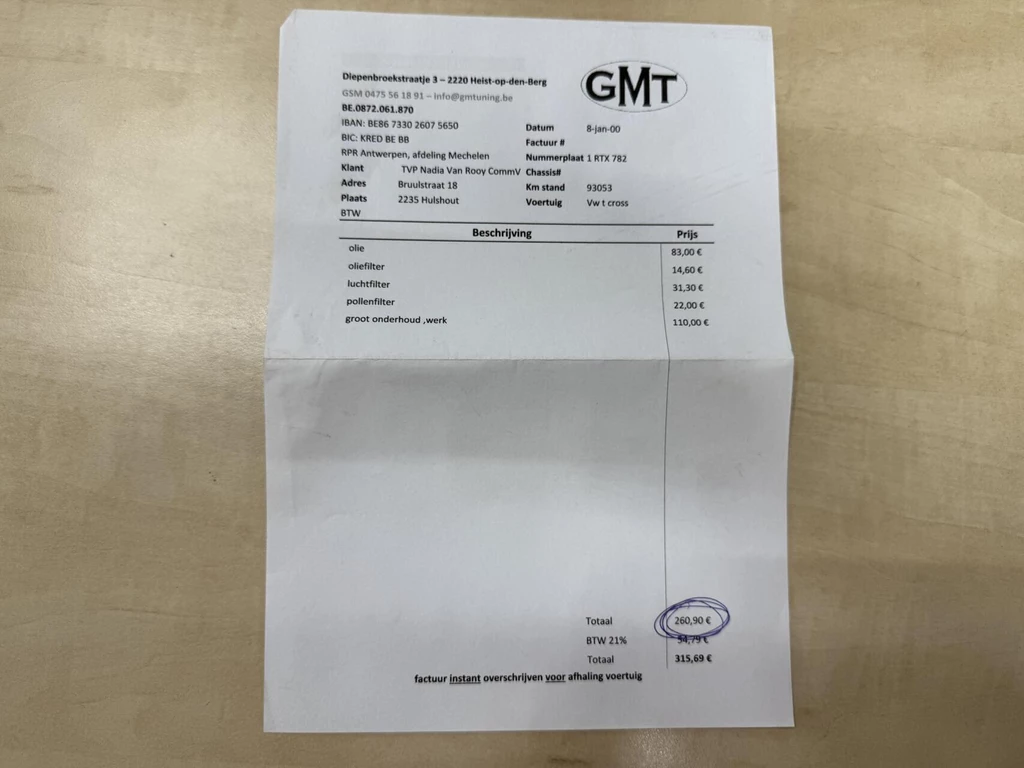 GMT
Diepenbroekstraatje 3 – 2220 Heist-op-den-Berg
GSM 0475 56 18 91 – info@gmtuning.be
BE.0872.061.870
IBAN: BE86 7330 2607 5650
BIC: KRED BE BB
RPR Antwerpen, afdeling Mechelen
Klant TVP Nadia Van Rooy CommV
Adres Bruulstraat 18
Plaats 2235 Hulshout
BTW
Datum 8-jan-00
Factuur #
Nummerplaat 1 RTX 782
Chassis#
Km stand 93053
Voertuig Vw t cross
Beschrijving Prijs
olie 83,00 €
oliefilter 14,60 €
luchtfilter 31,30 €
pollenfilter 22,00 €
groot onderhoud ,werk 110,00 €
Totaal 260,90 €
BTW 21% 54,79 €
Totaal 315,69 €
factuur instant overschrijven voor afhaling voertuig